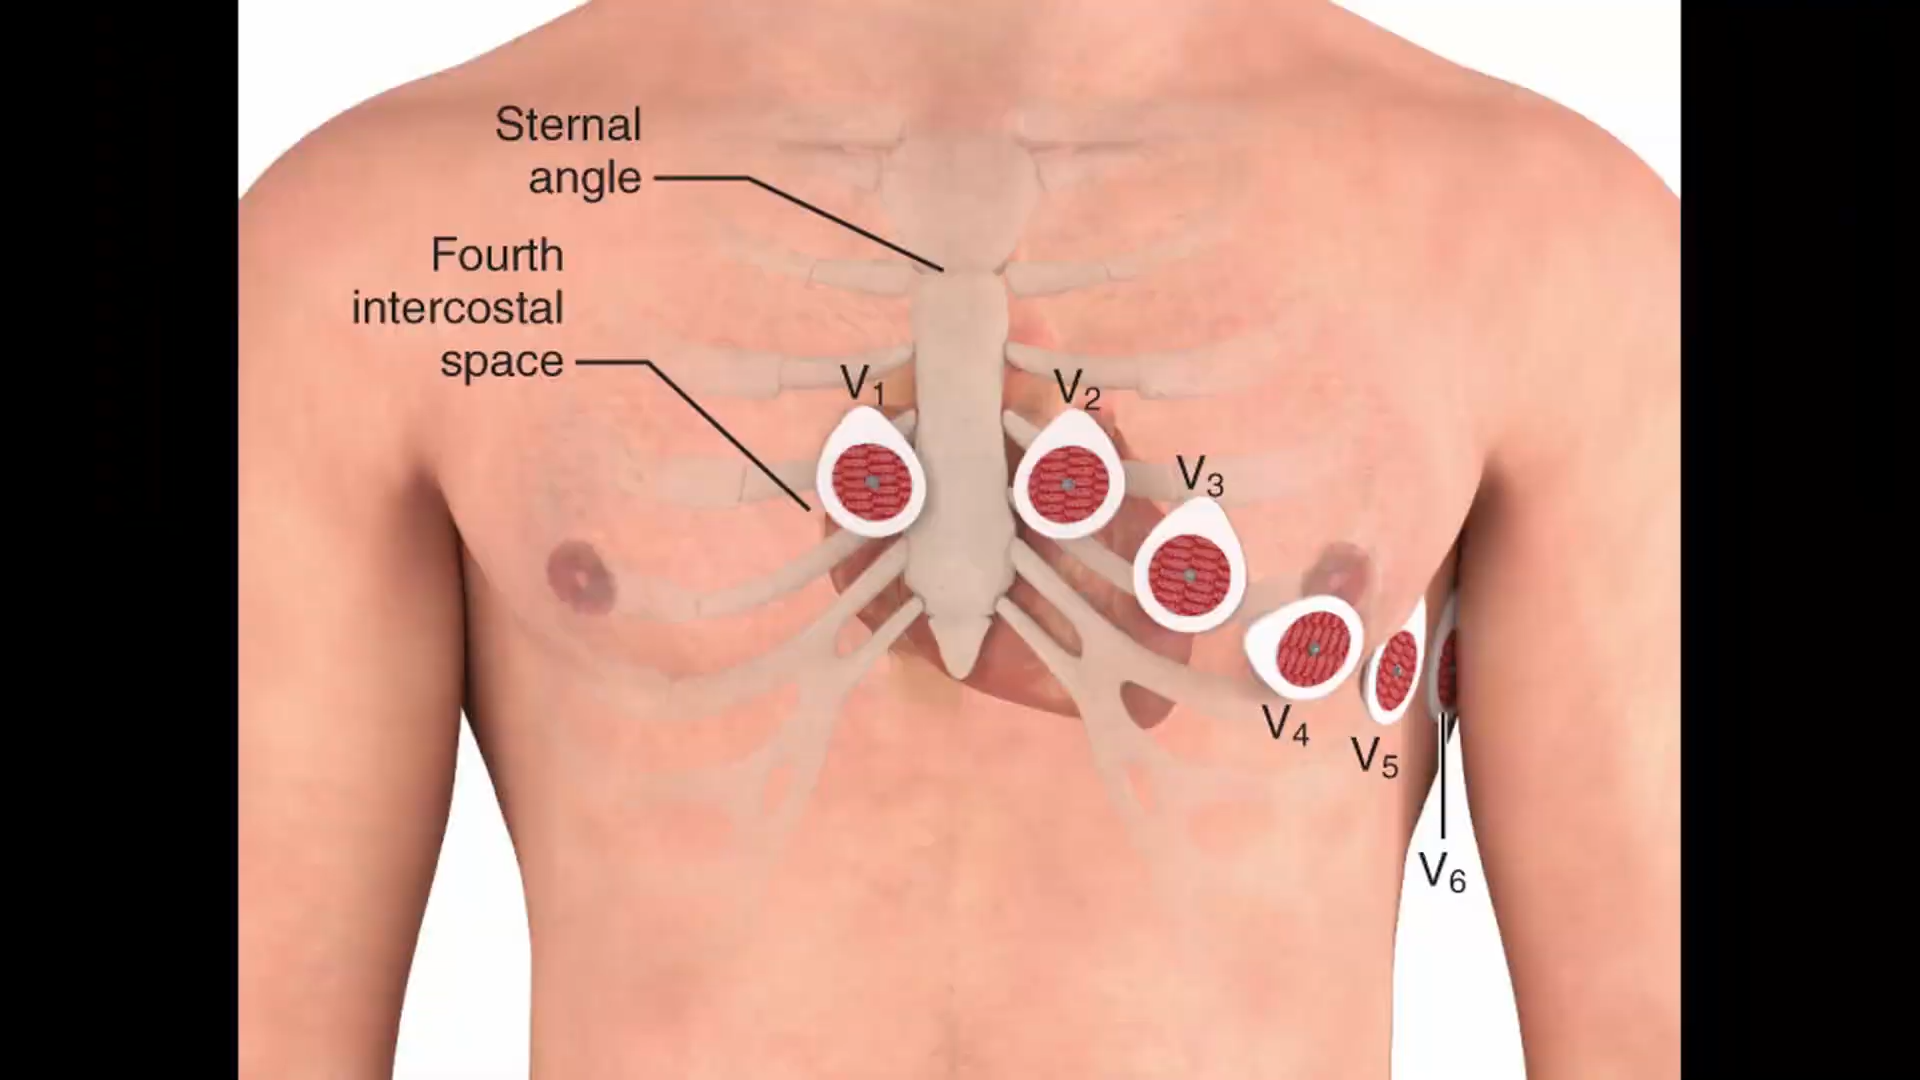 Sternal
angle
Fourth
intercostal
space
V₁
V₂
V₃
V₄
V₅
V₆